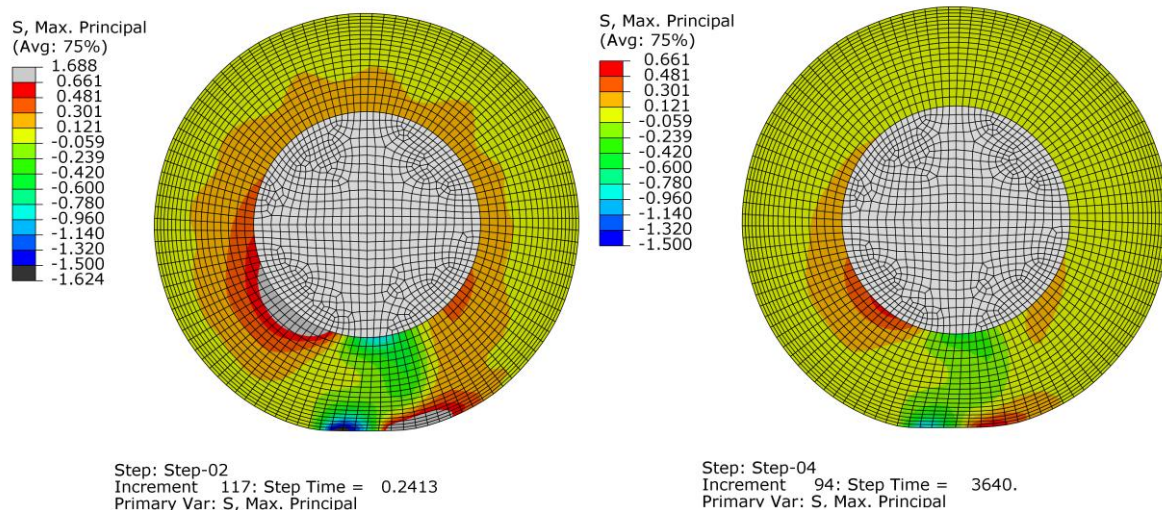 S, Max. Principal
(Avg: 75%)
1.688
0.661
0.481
0.301
0.121
-0.059
-0.239
-0.420
-0.600
-0.780
-0.960
-1.140
-1.320
-1.500
-1.624
Step: Step-02
Increment 117: Step Time = 0.2413
Primary Var: S, Max. Principal
S, Max. Principal
(Avg: 75%)
0.661
0.481
0.301
0.121
-0.059
-0.239
-0.420
-0.600
-0.780
-0.960
-1.140
-1.320
-1.500
Step: Step-04
Increment 94: Step Time = 3640.
Primary Var: S, Max. Principal